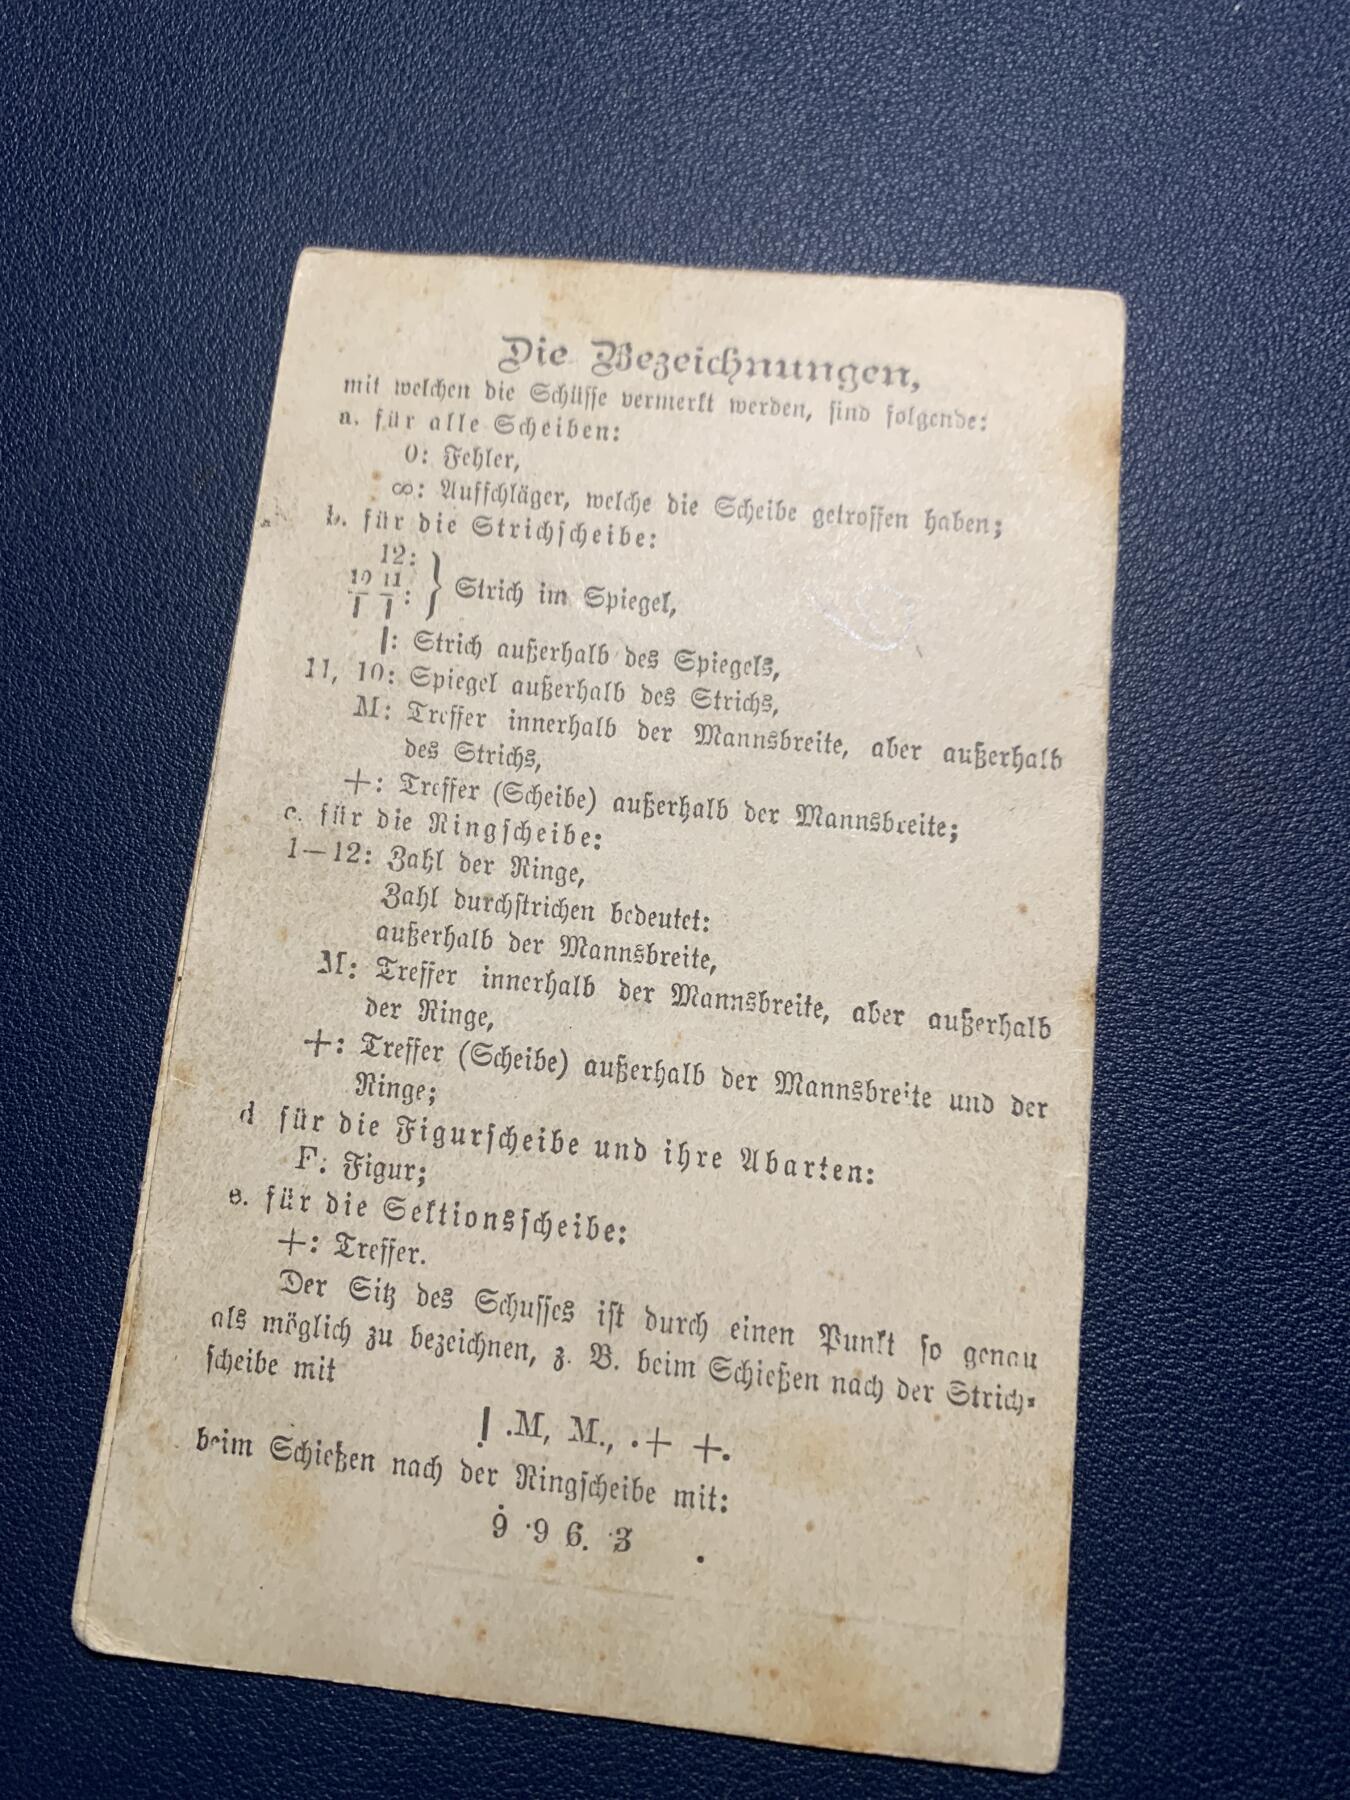 Die Bezeichnungen,
mit welchen die Schüsse vermerkt werden, sind folgende:
a. für alle Scheiben:
0: Fehler,
∞: Aufschläger, welche die Scheibe getroffen haben;
b. für die Strichscheibe:
12:
10 11
I I : } Strich im Spiegel,
|: Strich außerhalb des Spiegels,
11, 10: Spiegel außerhalb des Strichs,
M: Treffer innerhalb der Mannsbreite, aber außerhalb
des Strichs,
+: Treffer (Scheibe) außerhalb der Mannsbreite;
c. für die Ringscheibe:
1—12: Zahl der Ringe,
Zahl durchstrichen bedeutet:
außerhalb der Mannsbreite,
M: Treffer innerhalb der Mannsbreite, aber außerhalb
der Ringe,
+: Treffer (Scheibe) außerhalb der Mannsbreite und der
Ringe;
d für die Figurscheibe und ihre Abarten:
F: Figur;
e. für die Sektionsscheibe:
+: Treffer.
Der Sitz des Schusses ist durch einen Punkt so genau
als möglich zu bezeichnen, z. B. beim Schießen nach der Strich-
scheibe mit
| .M, M., .+ +.
beim Schießen nach der Ringscheibe mit:
9̇ ·9 6. ·3